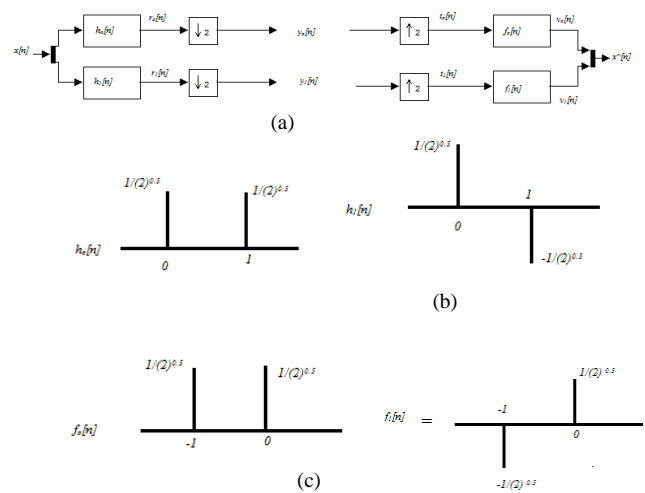 x[n]
h₀[n]
r₀[n]
↓ 2
y₀[n]
h₁[n]
r₁[n]
↓ 2
y₁[n]
↑ 2
t₀[n]
f₀[n]
v₀[n]
x^[n]
↑ 2
t₁[n]
f₁[n]
v₁[n]
(a)
1/(2)^0.5
1/(2)^0.5
h₀[n]
0
1
1/(2)^0.5
1
h₁[n]
0
-1/(2)^0.5
(b)
1/(2)^0.5
1/(2)^0.5
f₀[n]
-1
0
1/(2)^0.5
-1
f₁[n] =
0
-1/(2)^0.5
(c)